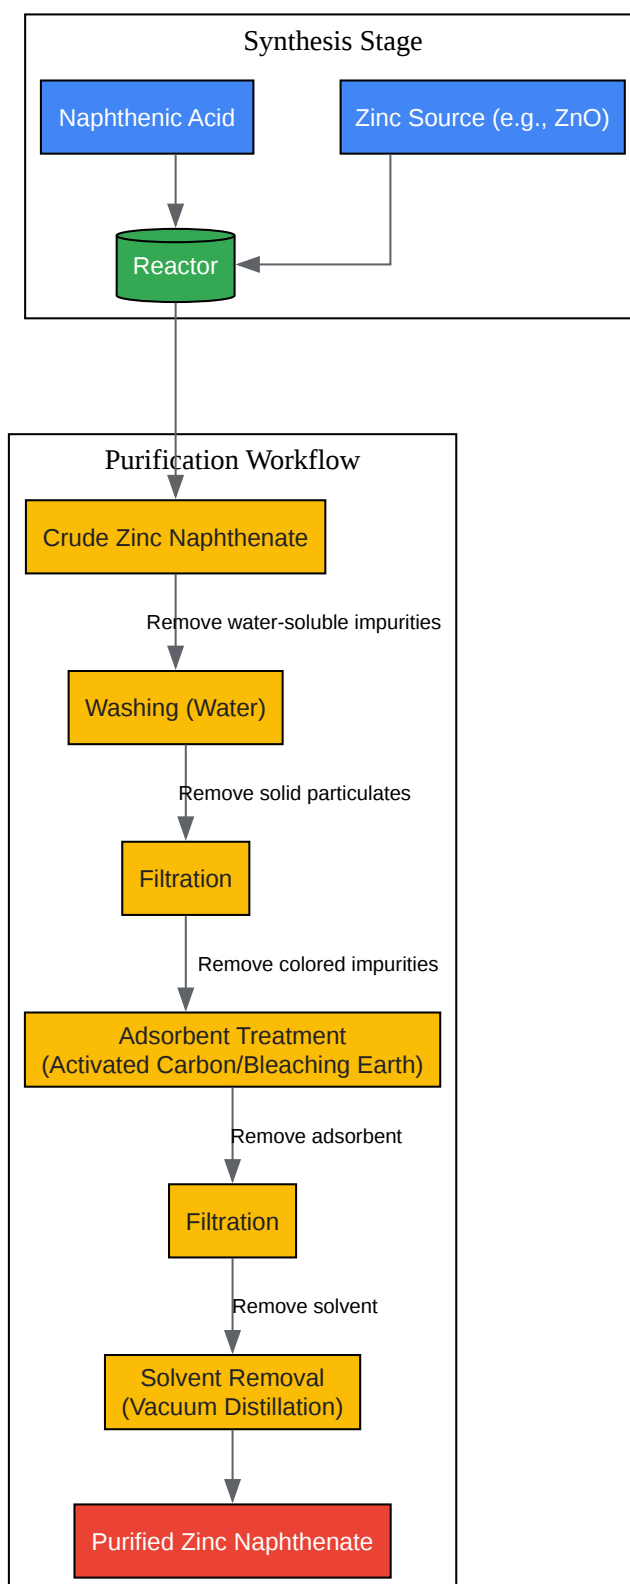 Synthesis Stage
Naphthenic Acid
Zinc Source (e.g., ZnO)
Reactor
Purification Workflow
Crude Zinc Naphthenate
Remove water-soluble impurities
Washing (Water)
Remove solid particulates
Filtration
Remove colored impurities
Adsorbent Treatment
(Activated Carbon/Bleaching Earth)
Remove adsorbent
Filtration
Remove solvent
Solvent Removal
(Vacuum Distillation)
Purified Zinc Naphthenate